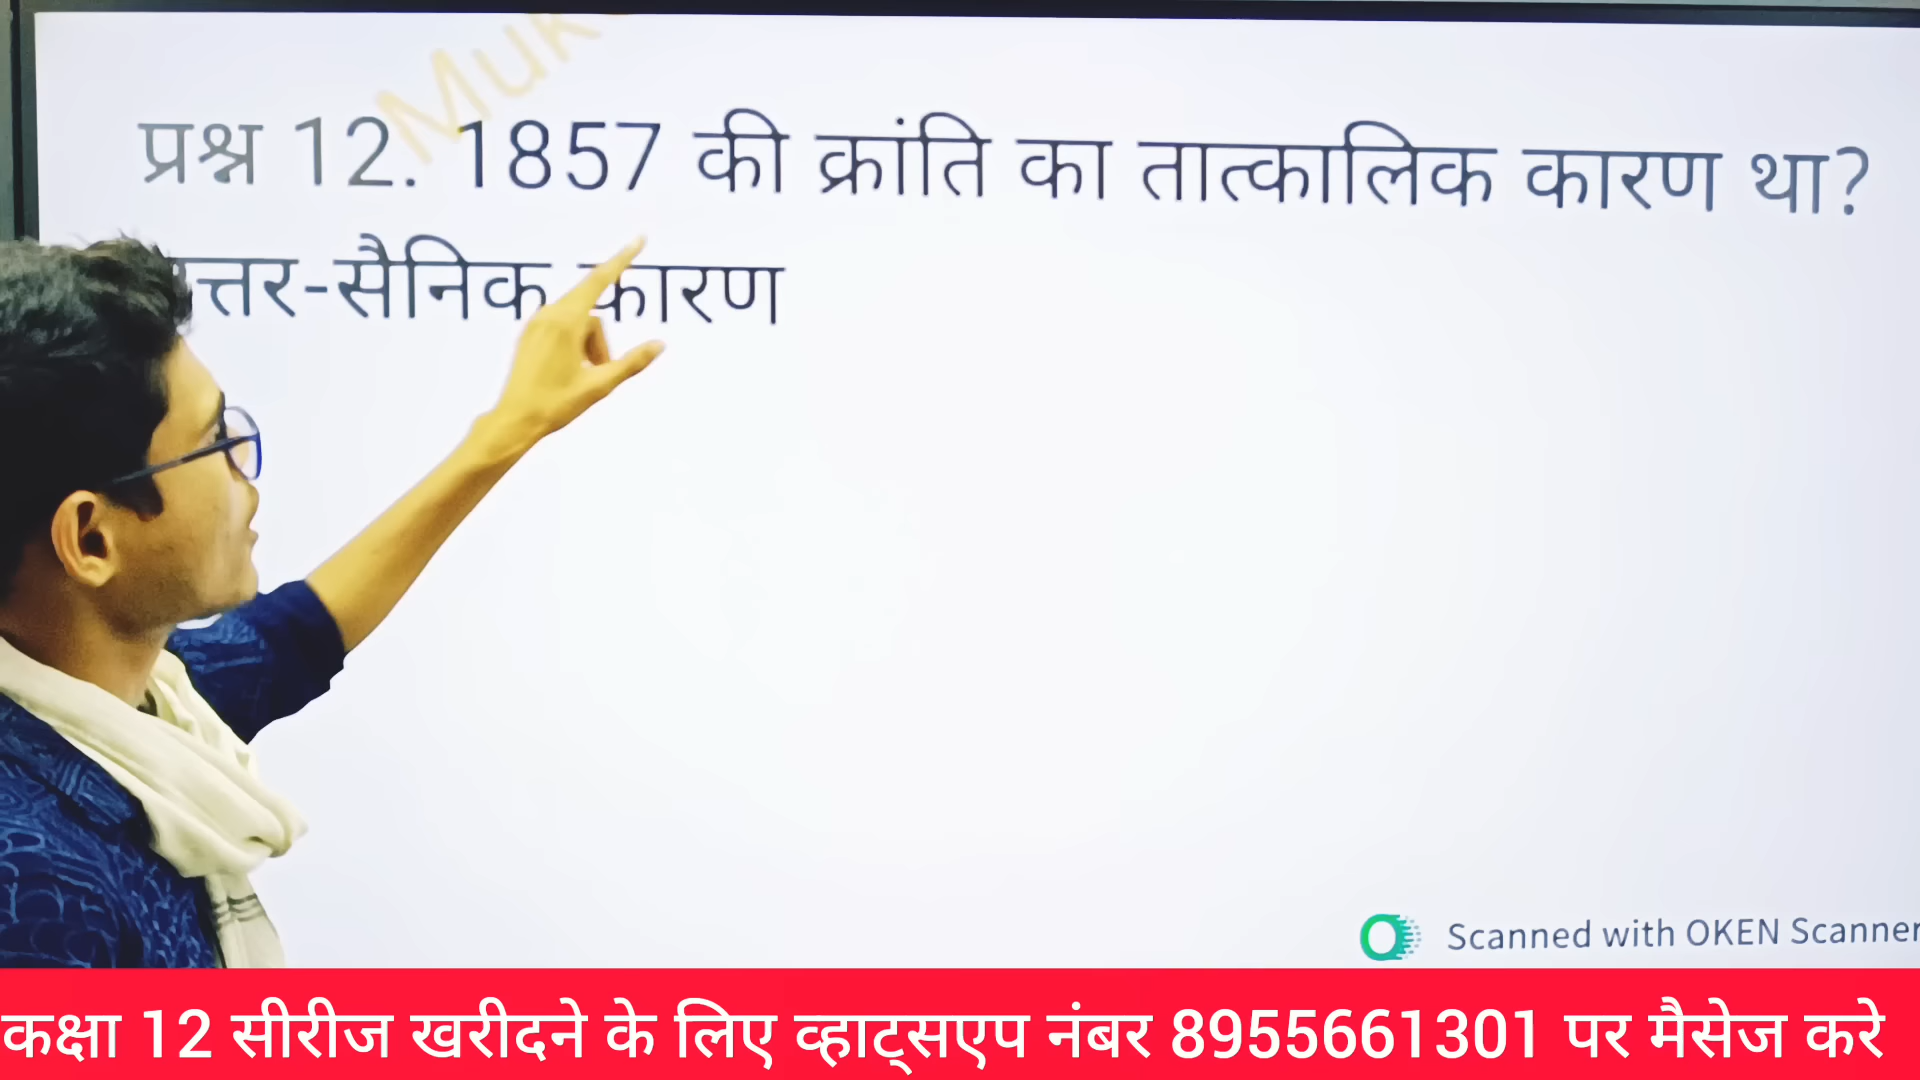 Muk
प्रश्न 12. 1857 की क्रांति का तात्कालिक कारण था?
त्तर-सैनिक कारण
Scanned with OKEN Scanner
कक्षा 12 सीरीज खरीदने के लिए व्हाट्सएप नंबर 8955661301 पर मैसेज करे